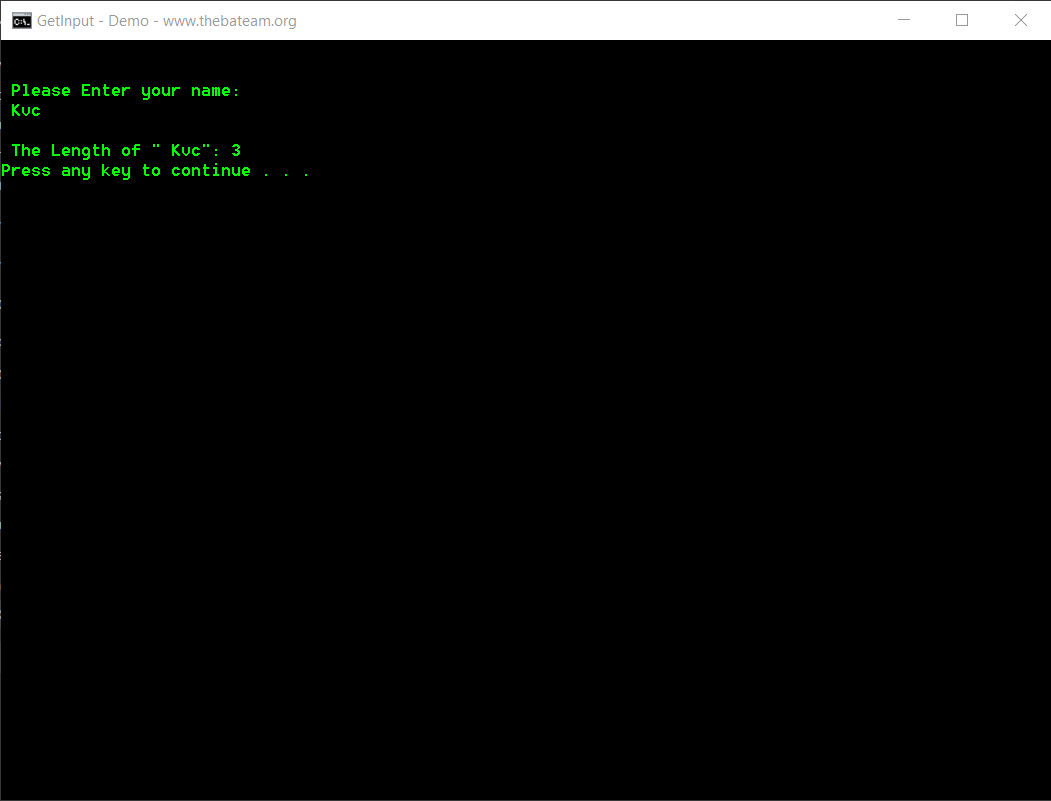 GetInput - Demo - www.thebateam.org
Please Enter your name:
Kvc
The Length of " Kvc": 3
Press any key to continue . . .